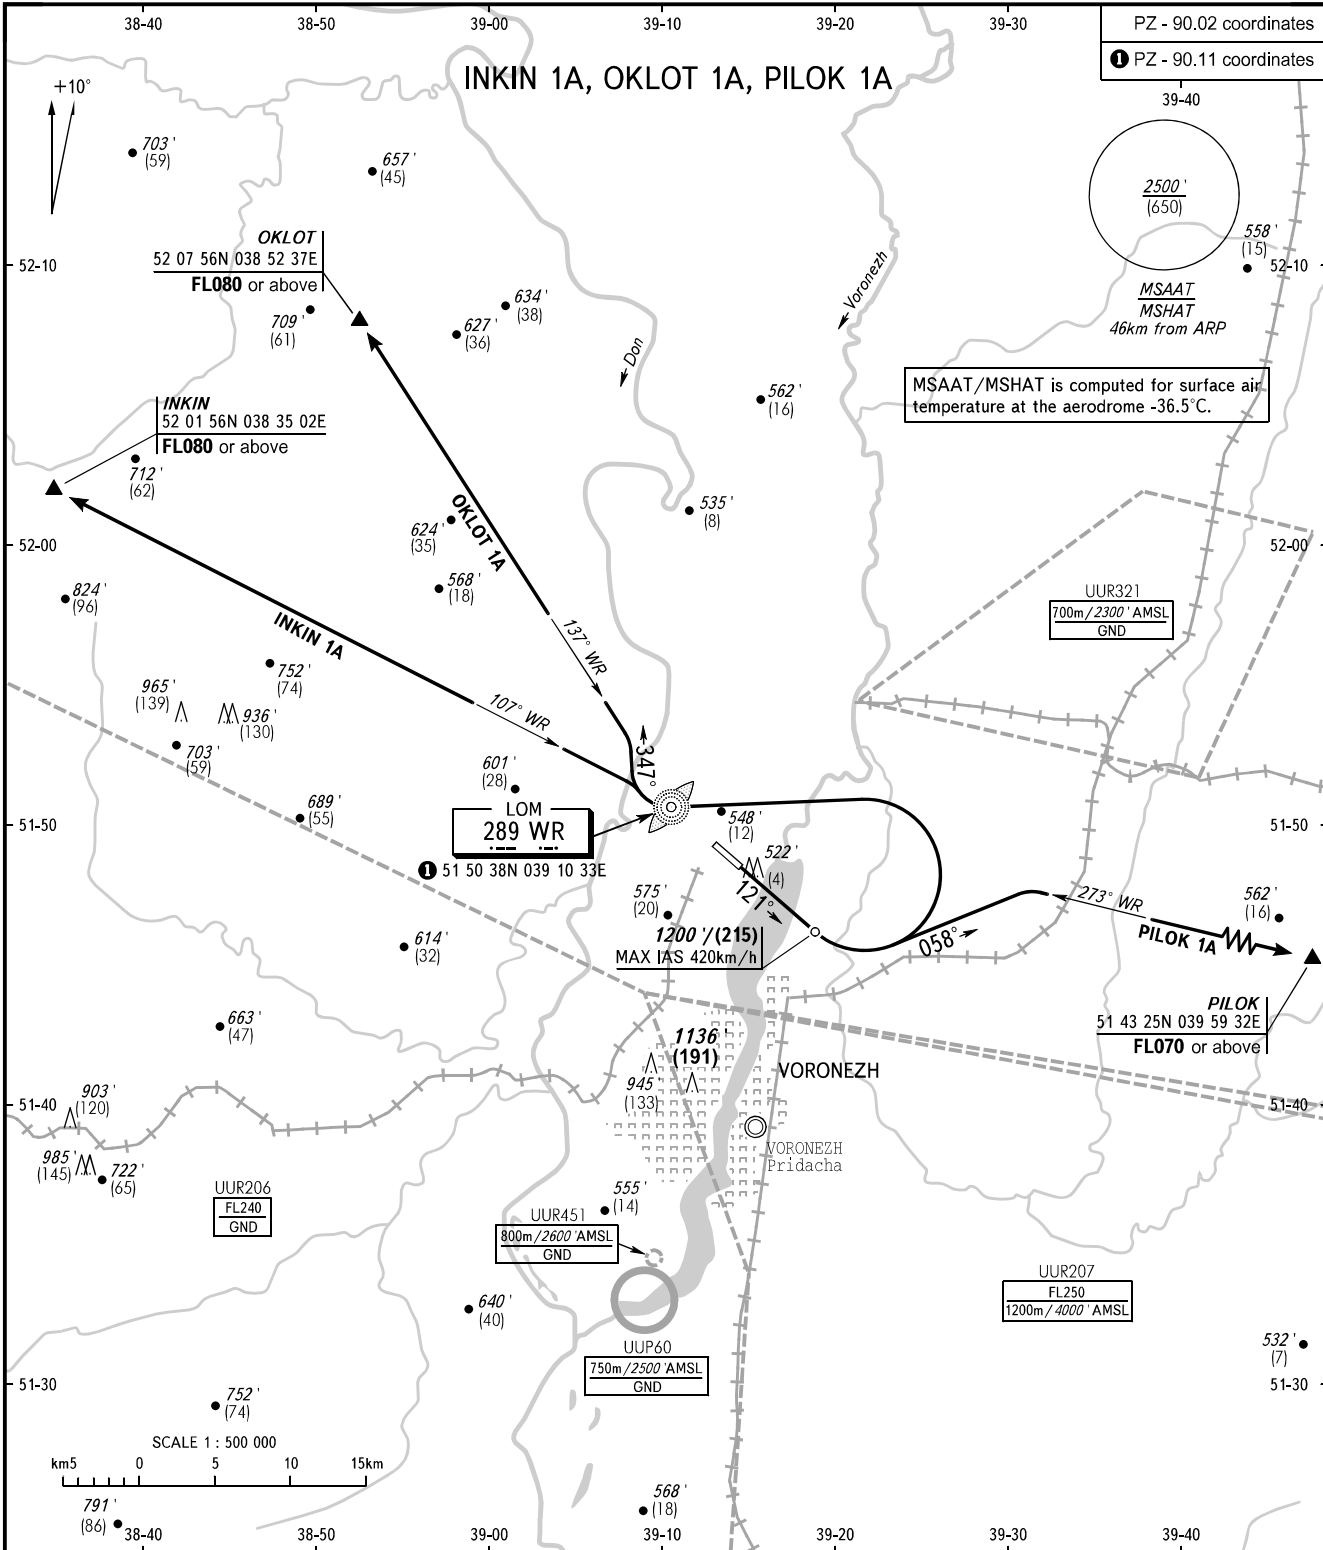 38-40
38-50
39-00
39-10
39-20
39-30
PZ - 90.02 coordinates
1 PZ - 90.11 coordinates
39-40
INKIN 1A, OKLOT 1A, PILOK 1A
+10°
703'
(59)
657'
(45)
2500'
(650)
558'
(15)
MSAAT
MSHAT
46km from ARP
OKLOT
52 07 56N 038 52 37E
FL080 or above
52-10
52-10
709'
(61)
634'
(38)
627'
(36)
Don
Voronezh
MSAAT/MSHAT is computed for surface air
temperature at the aerodrome -36.5°C.
562'
(16)
INKIN
52 01 56N 038 35 02E
FL080 or above
712'
(62)
535'
(8)
OKLOT 1A
624'
(35)
52-00
52-00
568'
(18)
824'
(96)
UUR321
700m/2300'AMSL
GND
INKIN 1A
137° WR
752'
(74)
965'
(139)
936'
(130)
107° WR
703'
(59)
347°
601'
(28)
689'
(55)
LOM
289 WR
1 51 50 38N 039 10 33E
51-50
51-50
548'
(12)
522'
(4)
121°
575'
(20)
1200'/(215)
MAX IAS 420km/h
058°
273° WR
PILOK 1A
562'
(16)
614'
(32)
PILOK
51 43 25N 039 59 32E
FL070 or above
663'
(47)
1136'
(191)
945'
(133)
VORONEZH
903'
(120)
51-40
51-40
VORONEZH
Pridacha
985'
(145)
722'
(65)
UUR206
FL240
GND
555'
(14)
UUR451
800m/2600'AMSL
GND
UUR207
FL250
1200m/4000'AMSL
640'
(40)
UUP60
750m/2500'AMSL
GND
532'
(7)
51-30
51-30
752'
(74)
SCALE 1 : 500 000
km5 0 5 10 15km
791'
(86)
568'
(18)
38-40
38-50
39-00
39-10
39-20
39-30
39-40